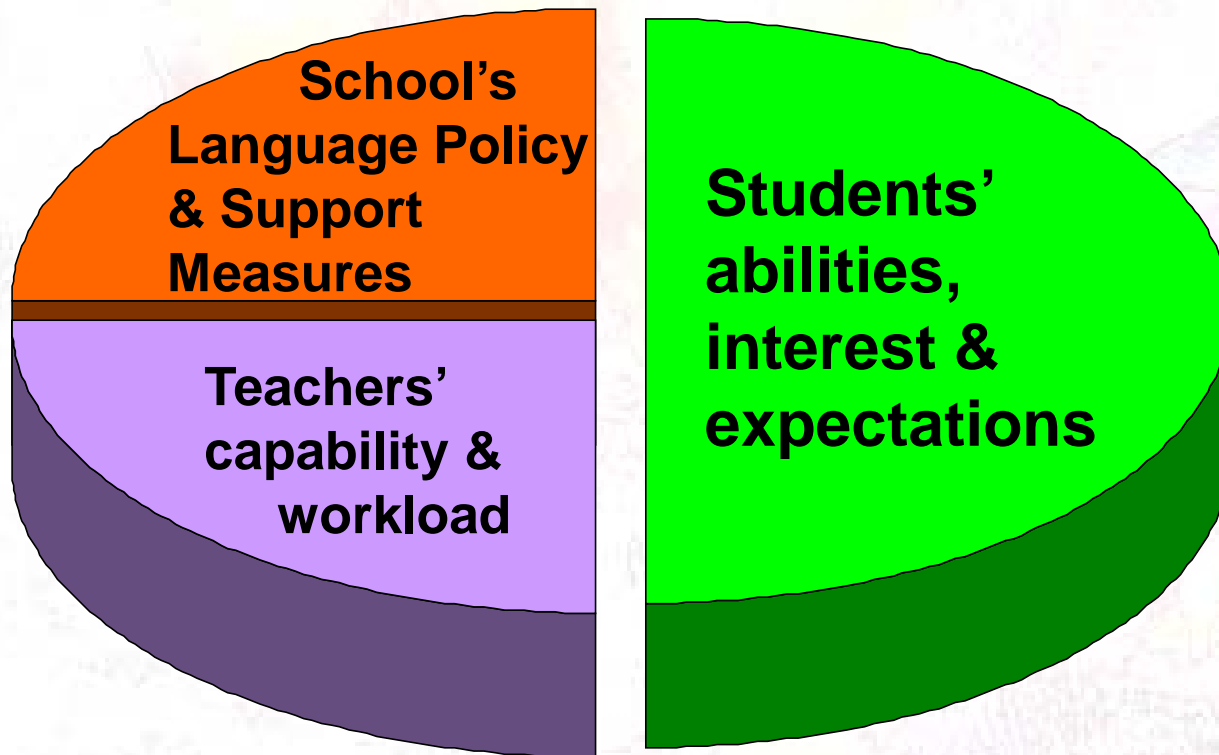 School’s
Language Policy
& Support
Measures
Teachers’
capability &
workload
Students’
abilities,
interest &
expectations